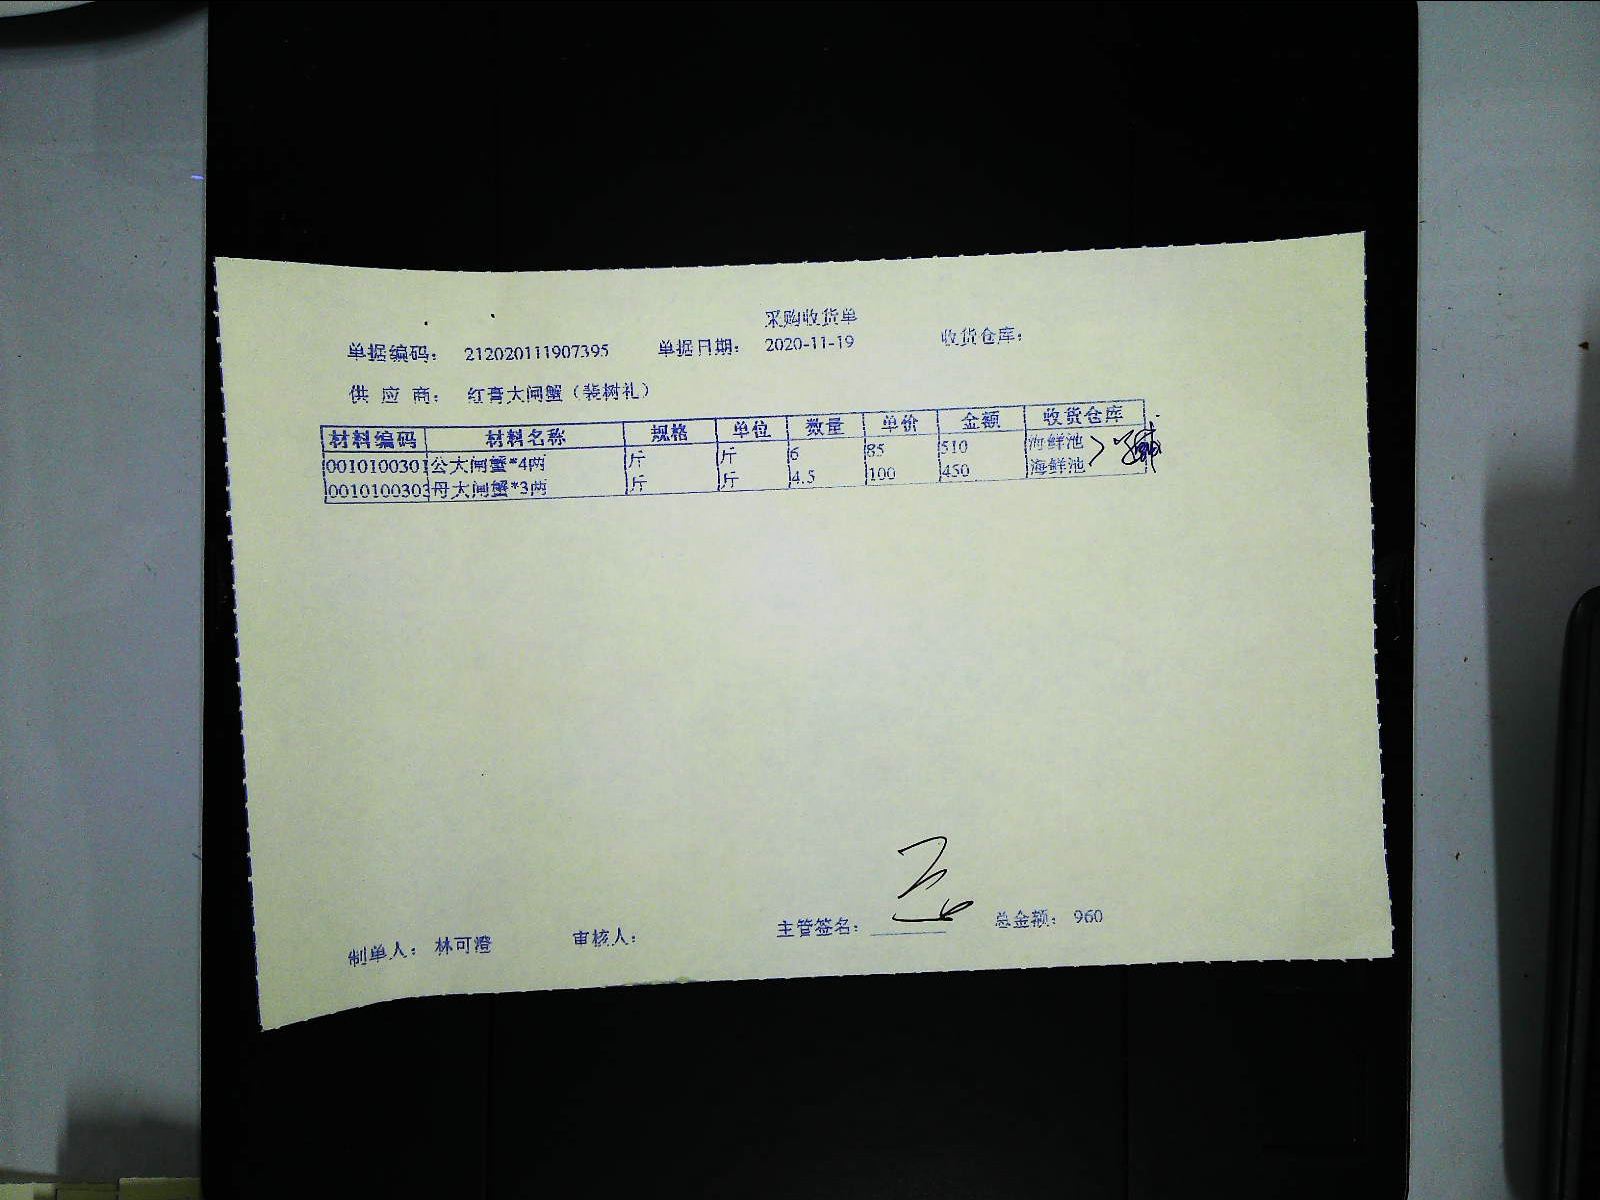 采购收货单
单据编码： 212020111907395 单据日期： 2020-11-19 收货仓库：
供 应 商： 红膏大闸蟹（裴树礼）
材料编码 材料名称 规格 单位 数量 单价 金额 收货仓库
0010100301 公大闸蟹*4两 斤 斤 6 85 510 海鲜池
0010100303 母大闸蟹*3两 斤 斤 4.5 100 450 海鲜池
制单人： 林可澄 审核人： 主管签名： 总金额： 960